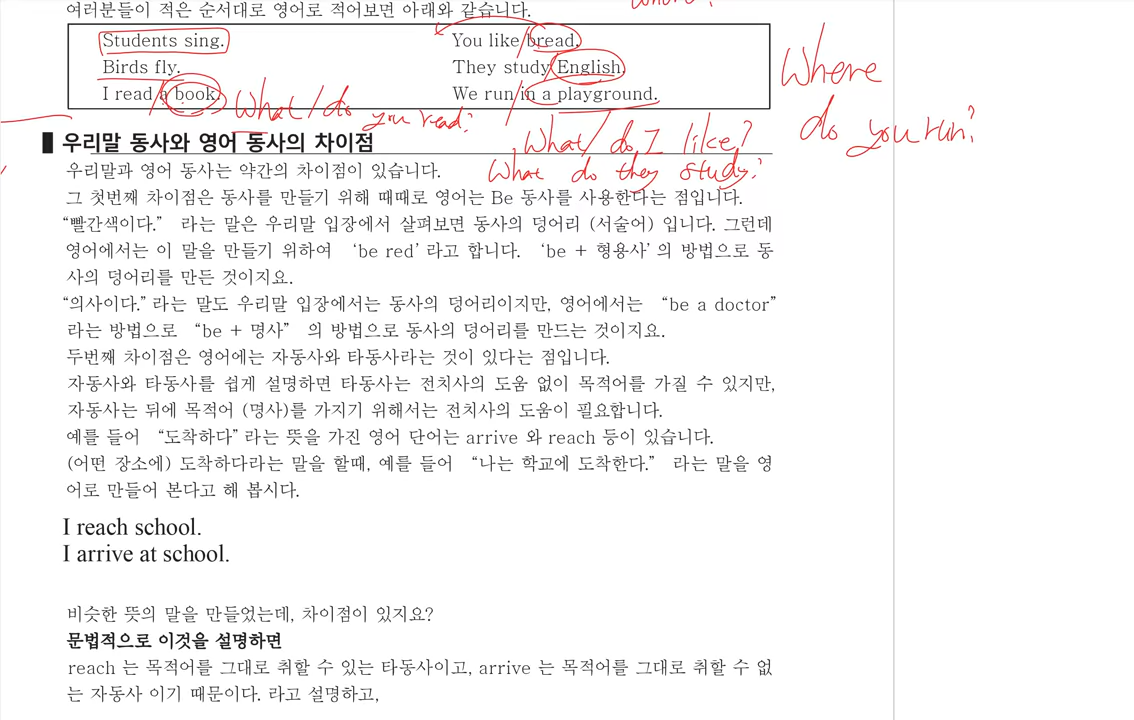 여러분들이 적은 순서대로 영어로 적어보면 아래와 같습니다.
Students sing.
You like bread.
Birds fly.
They study English.
I read a book.
We run in a playground.
What / do you read?
Where do you run?
What / do I like?
What do they study?
▌우리말 동사와 영어 동사의 차이점
우리말과 영어 동사는 약간의 차이점이 있습니다.
그 첫번째 차이점은 동사를 만들기 위해 때때로 영어는 Be 동사를 사용한다는 점입니다.
“빨간색이다.” 라는 말은 우리말 입장에서 살펴보면 동사의 덩어리 (서술어) 입니다. 그런데
영어에서는 이 말을 만들기 위하여 ‘be red’ 라고 합니다. ‘be + 형용사’ 의 방법으로 동
사의 덩어리를 만든 것이지요.
“의사이다.” 라는 말도 우리말 입장에서는 동사의 덩어리이지만, 영어에서는 “be a doctor”
라는 방법으로 “be + 명사” 의 방법으로 동사의 덩어리를 만드는 것이지요.
두번째 차이점은 영어에는 자동사와 타동사라는 것이 있다는 점입니다.
자동사와 타동사를 쉽게 설명하면 타동사는 전치사의 도움 없이 목적어를 가질 수 있지만,
자동사는 뒤에 목적어 (명사)를 가지기 위해서는 전치사의 도움이 필요합니다.
예를 들어 “도착하다” 라는 뜻을 가진 영어 단어는 arrive 와 reach 등이 있습니다.
(어떤 장소에) 도착하다라는 말을 할때, 예를 들어 “나는 학교에 도착한다.” 라는 말을 영
어로 만들어 본다고 해 봅시다.
I reach school.
I arrive at school.
비슷한 뜻의 말을 만들었는데, 차이점이 있지요?
문법적으로 이것을 설명하면
reach 는 목적어를 그대로 취할 수 있는 타동사이고, arrive 는 목적어를 그대로 취할 수 없
는 자동사 이기 때문이다. 라고 설명하고,